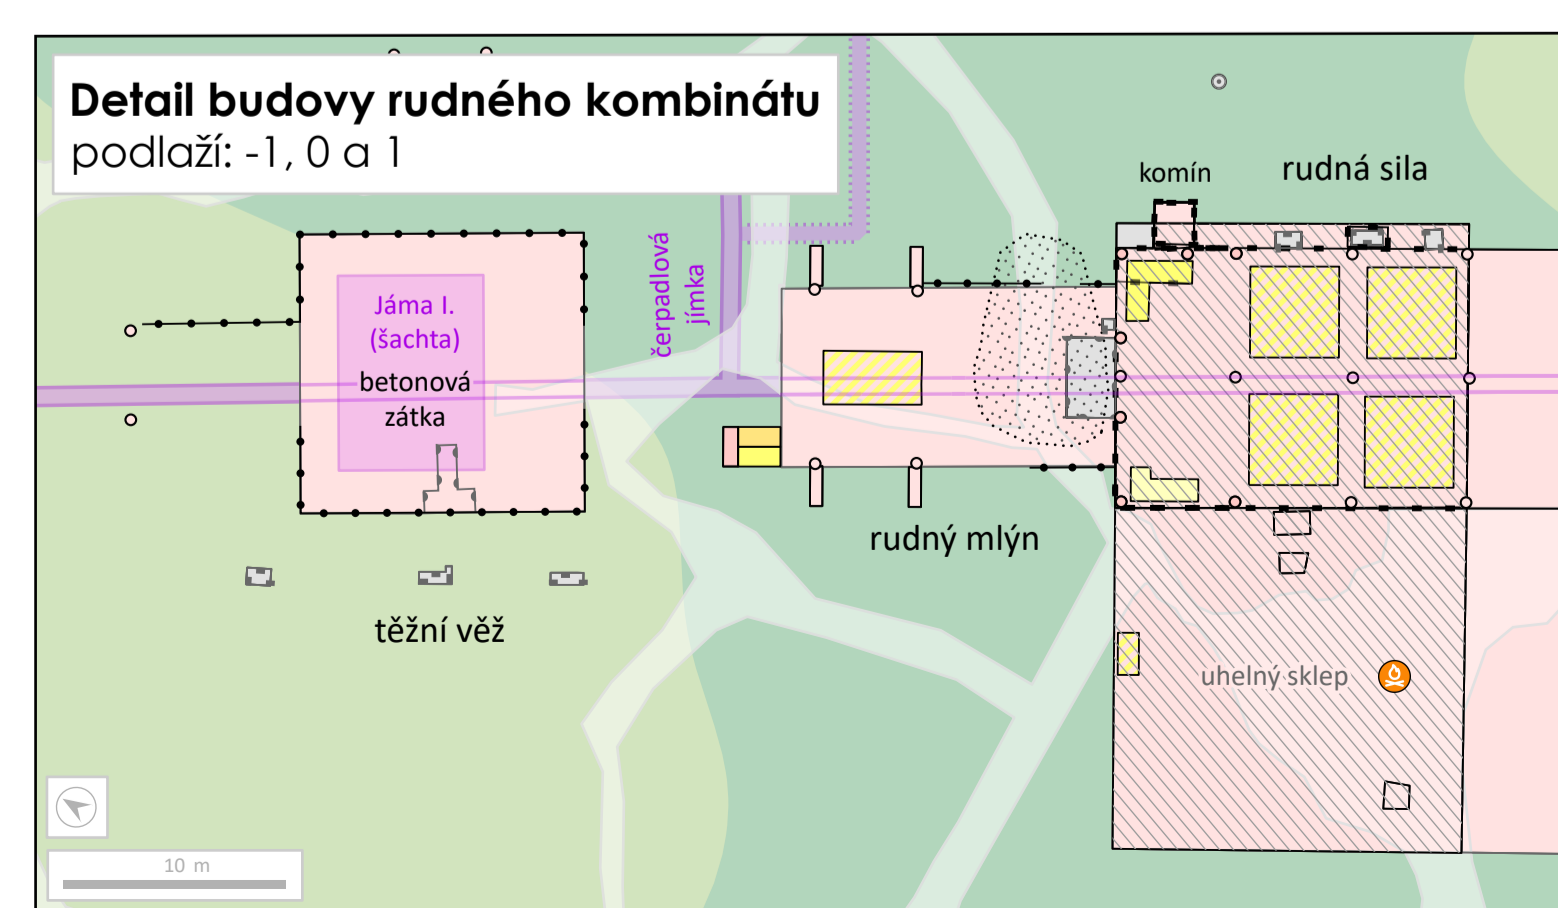 Detail budovy rudného kombinátu
podlaží: -1, 0 a 1
komín
rudná sila
čerpadlová
jímka
Jáma I.
(šachta)
betonová
zátka
rudný mlýn
těžní věž
uhelný sklep
10 m